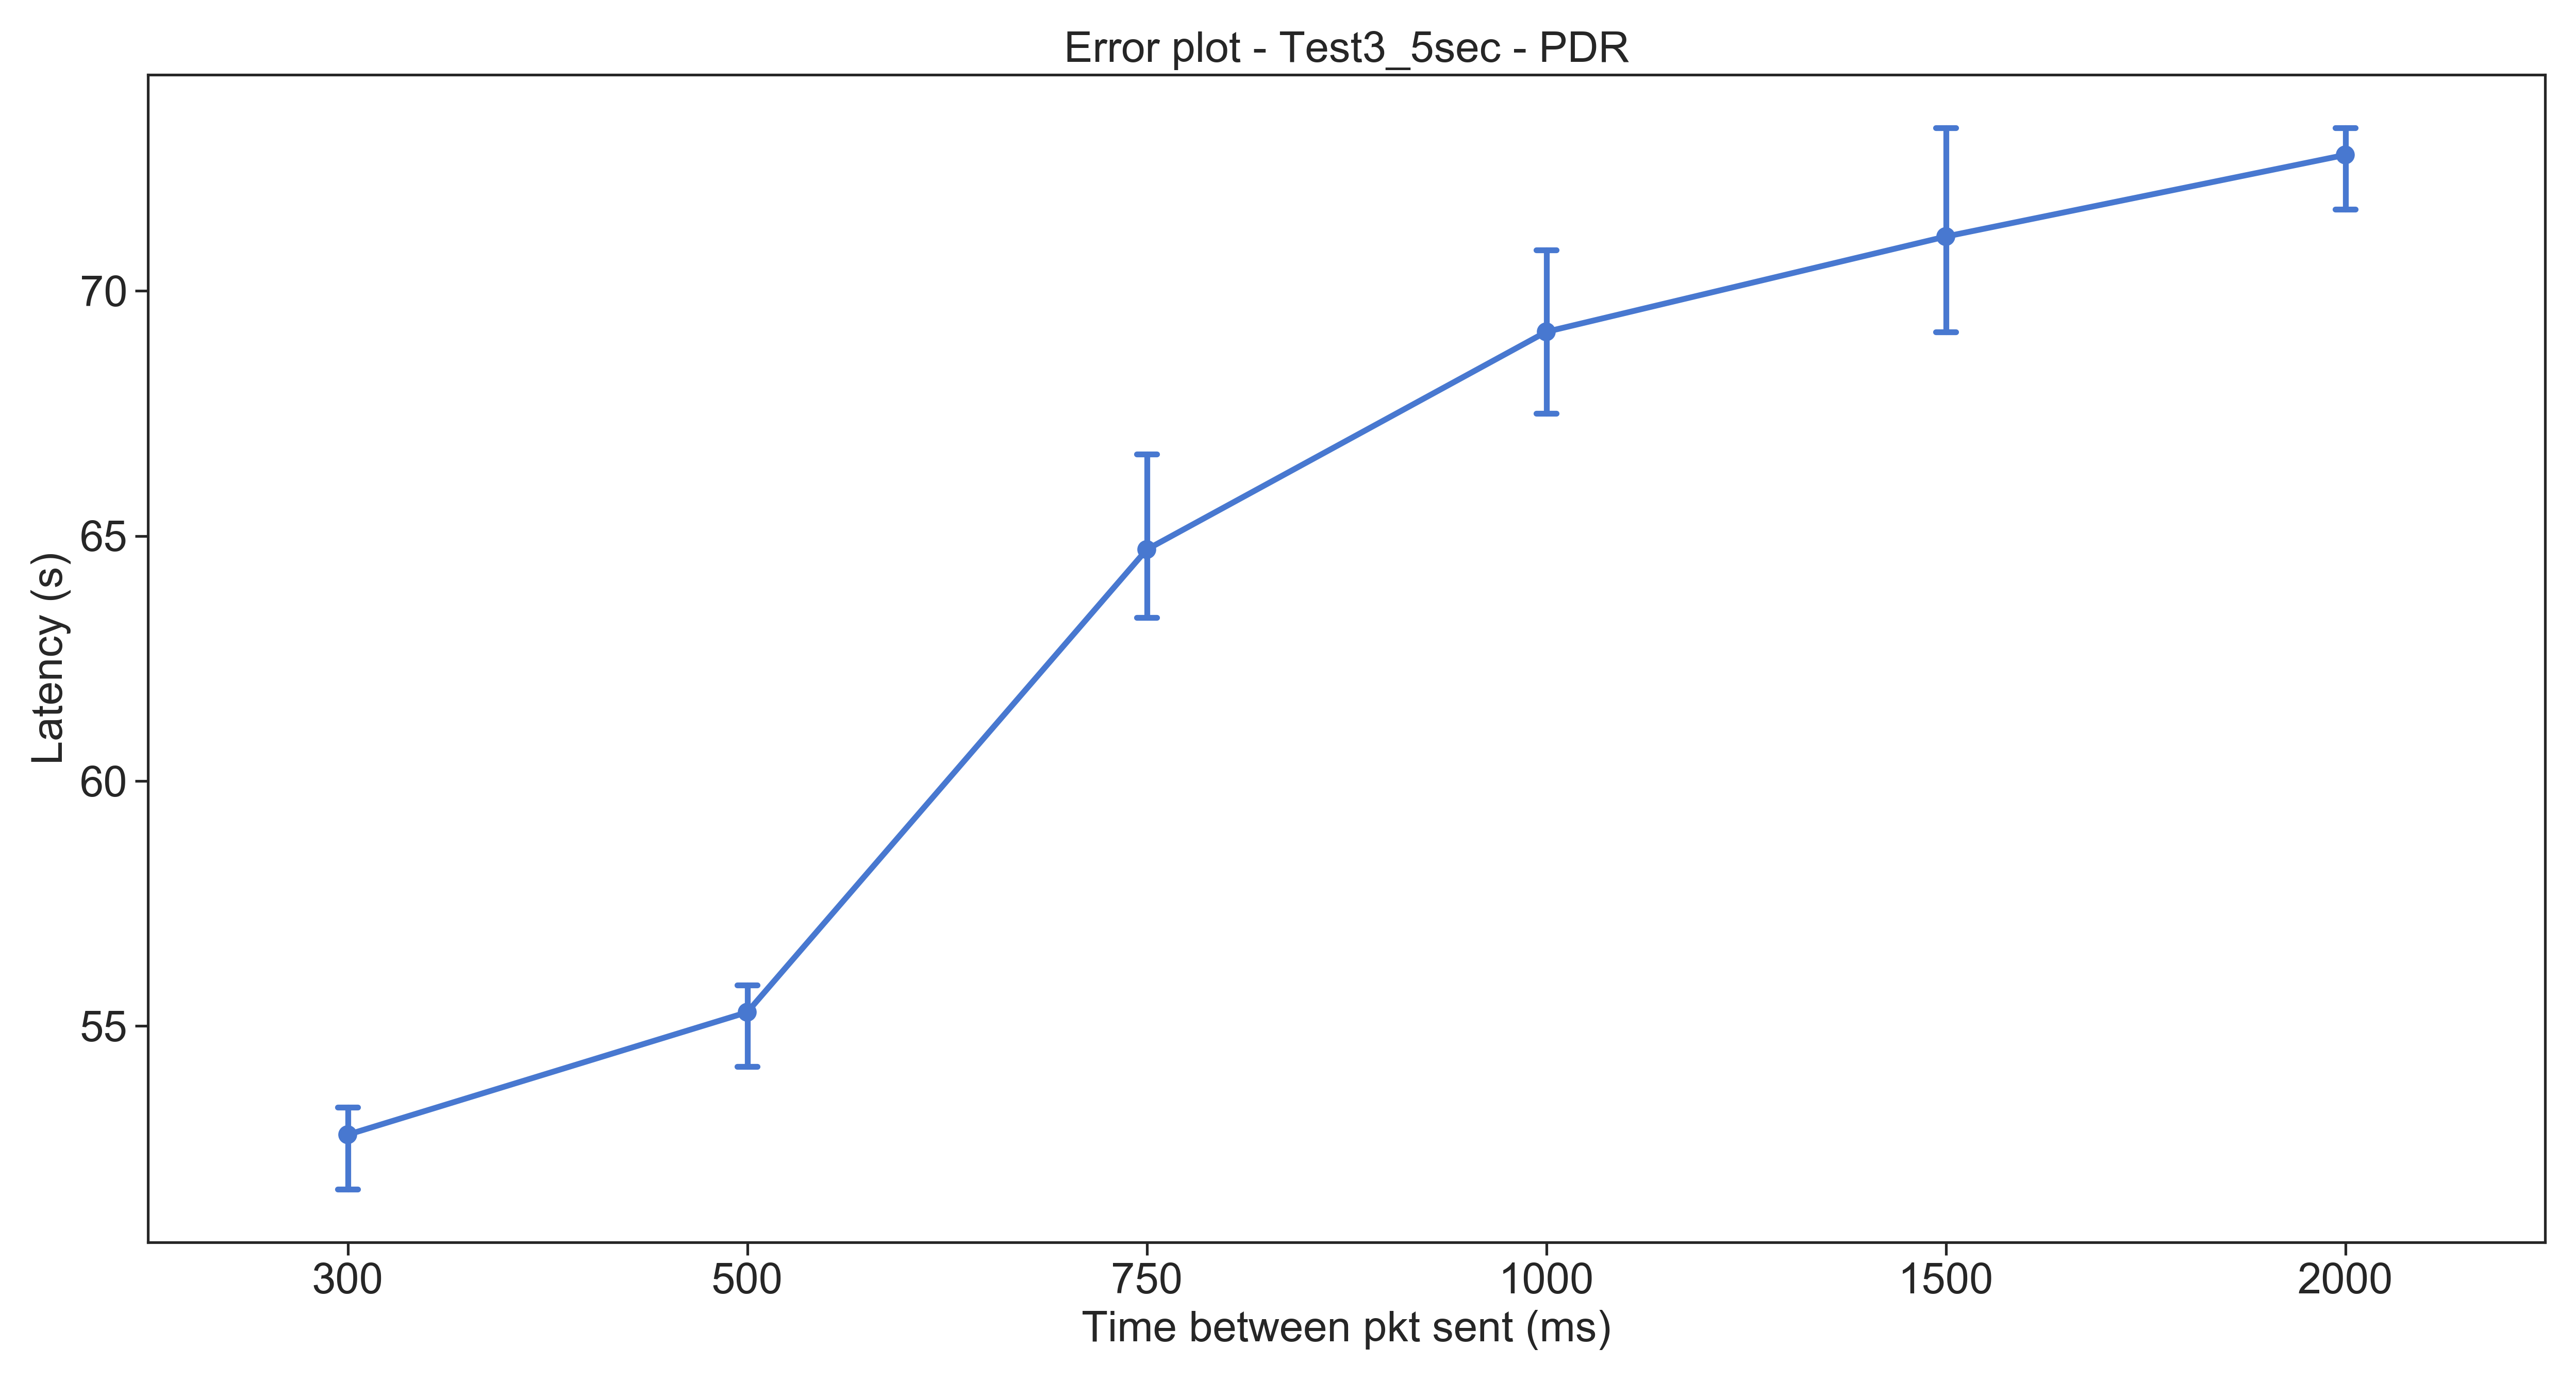 Error plot - Test3_5sec - PDR
Latency (s)
70
65
60
55
300 500 750 1000 1500 2000
Time between pkt sent (ms)